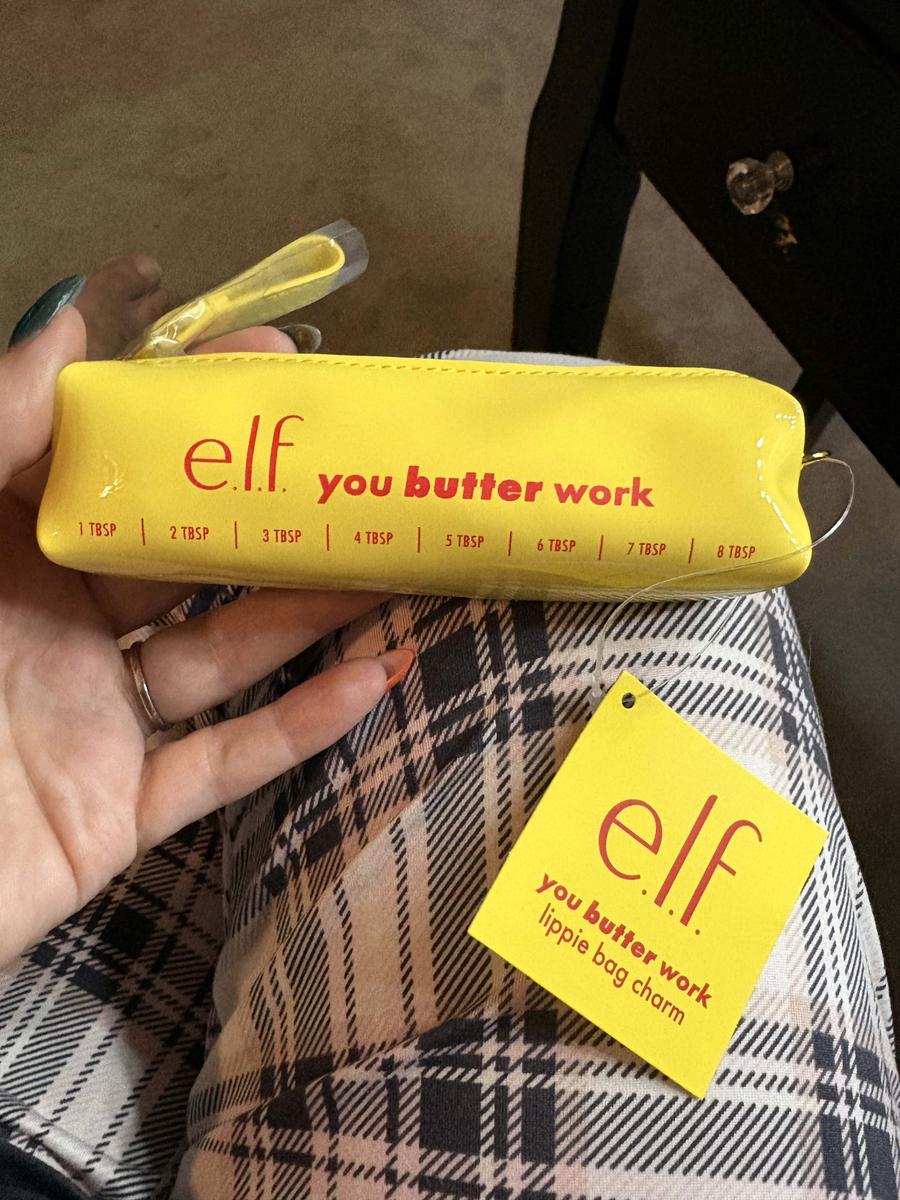 e.l.f. you butter work
1 TBSP | 2 TBSP | 3 TBSP | 4 TBSP | 5 TBSP | 6 TBSP | 7 TBSP | 8 TBSP
e.l.f.
you butter work
lippie bag charm